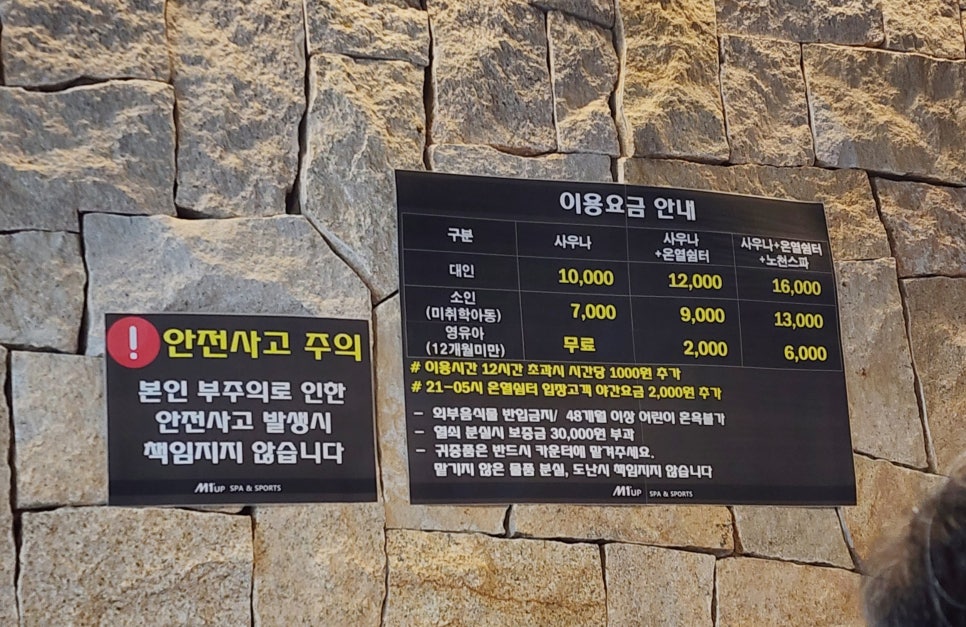 ! 안전사고 주의
본인 부주의로 인한
안전사고 발생시
책임지지 않습니다
MTUP SPA & SPORTS
이용요금 안내
구분 사우나 사우나+온열쉼터 사우나+온열쉼터+노천스파
대인 10,000 12,000 16,000
소인(미취학아동) 7,000 9,000 13,000
영유아(12개월미만) 무료 2,000 6,000
# 이용시간 12시간 초과시 시간당 1000원 추가
# 21-05시 온열쉼터 입장고객 야간요금 2,000원 추가
- 외부음식물 반입금지/ 48개월 이상 어린이 혼욕불가
- 열쇠 분실시 보증금 30,000원 부과
- 귀중품은 반드시 카운터에 맡겨주세요.
맡기지 않은 물품 분실, 도난시 책임지지 않습니다
MTUP SPA & SPORTS